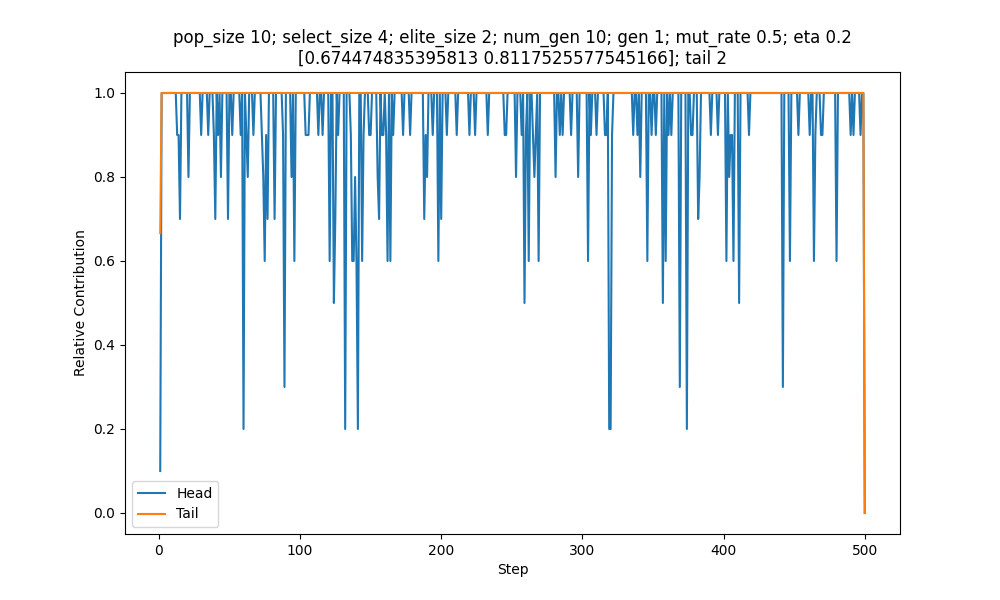 pop_size 10; select_size 4; elite_size 2; num_gen 10; gen 1; mut_rate 0.5; eta 0.2
[0.674474835395813 0.8117525577545166]; tail 2
1.0
0.8
0.6
0.4
0.2
0.0
Relative Contribution
Head
Tail
0
100
200
300
400
500
Step